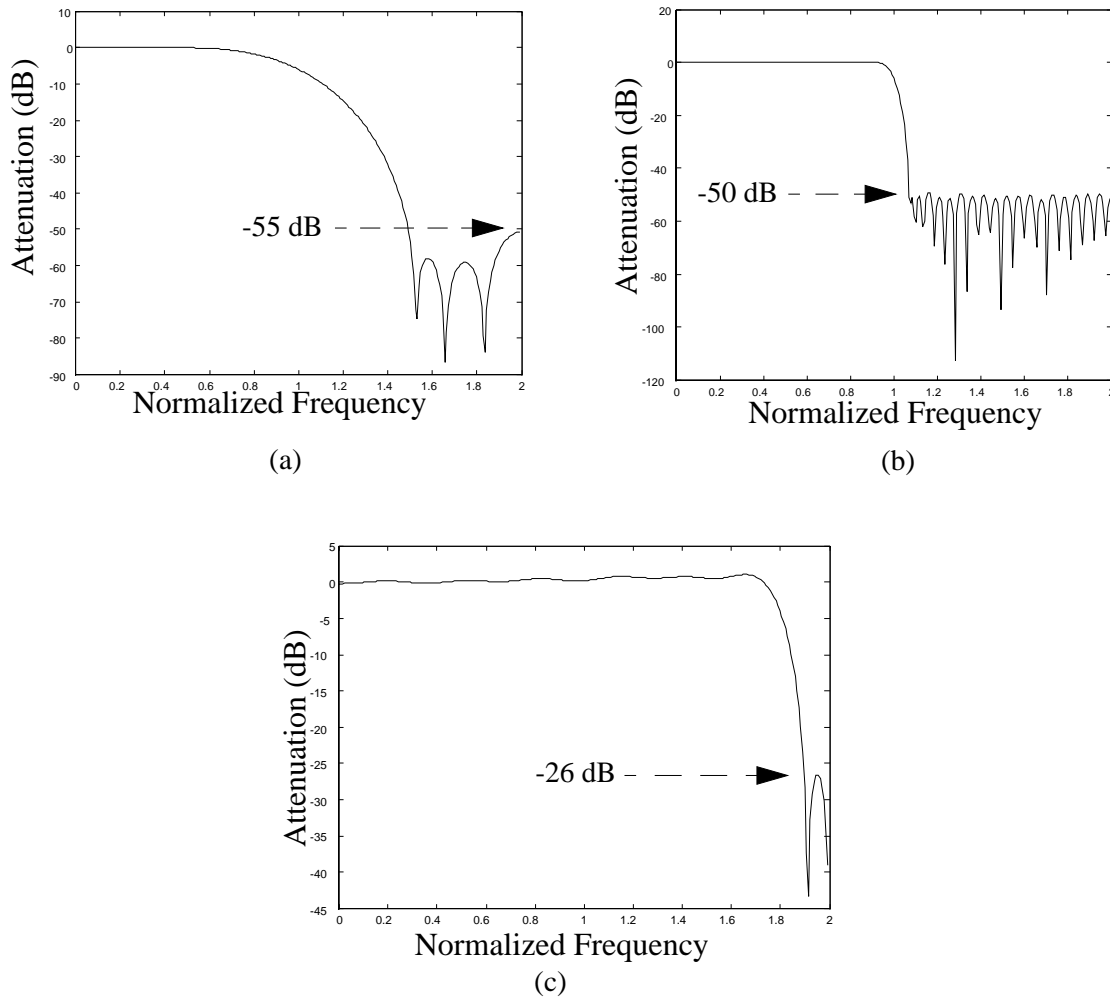 10
0
-10
-20
-30
-40
-50
-60
-70
-80
-90
0 0.2 0.4 0.6 0.8 1 1.2 1.4 1.6 1.8 2
Attenuation (dB)
Normalized Frequency
-55 dB
(a)
20
0
-20
-40
-60
-80
-100
-120
0 0.2 0.4 0.6 0.8 1 1.2 1.4 1.6 1.8 2
Attenuation (dB)
Normalized Frequency
-50 dB
(b)
5
0
-5
-10
-15
-20
-25
-30
-35
-40
-45
0 0.2 0.4 0.6 0.8 1 1.2 1.4 1.6 1.8 2
Attenuation (dB)
Normalized Frequency
-26 dB
(c)